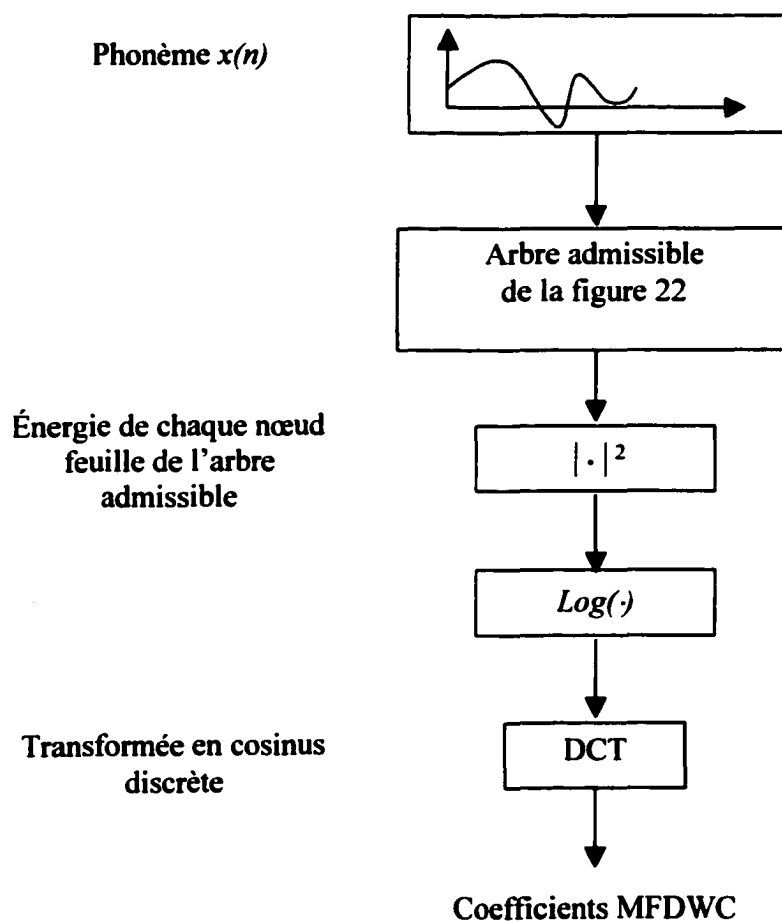 Phonème x(n)
Arbre admissible
de la figure 22
Énergie de chaque nœud
feuille de l'arbre
admissible
| · | ²
Log(·)
Transformée en cosinus
discrète
DCT
Coefficients MFDWC